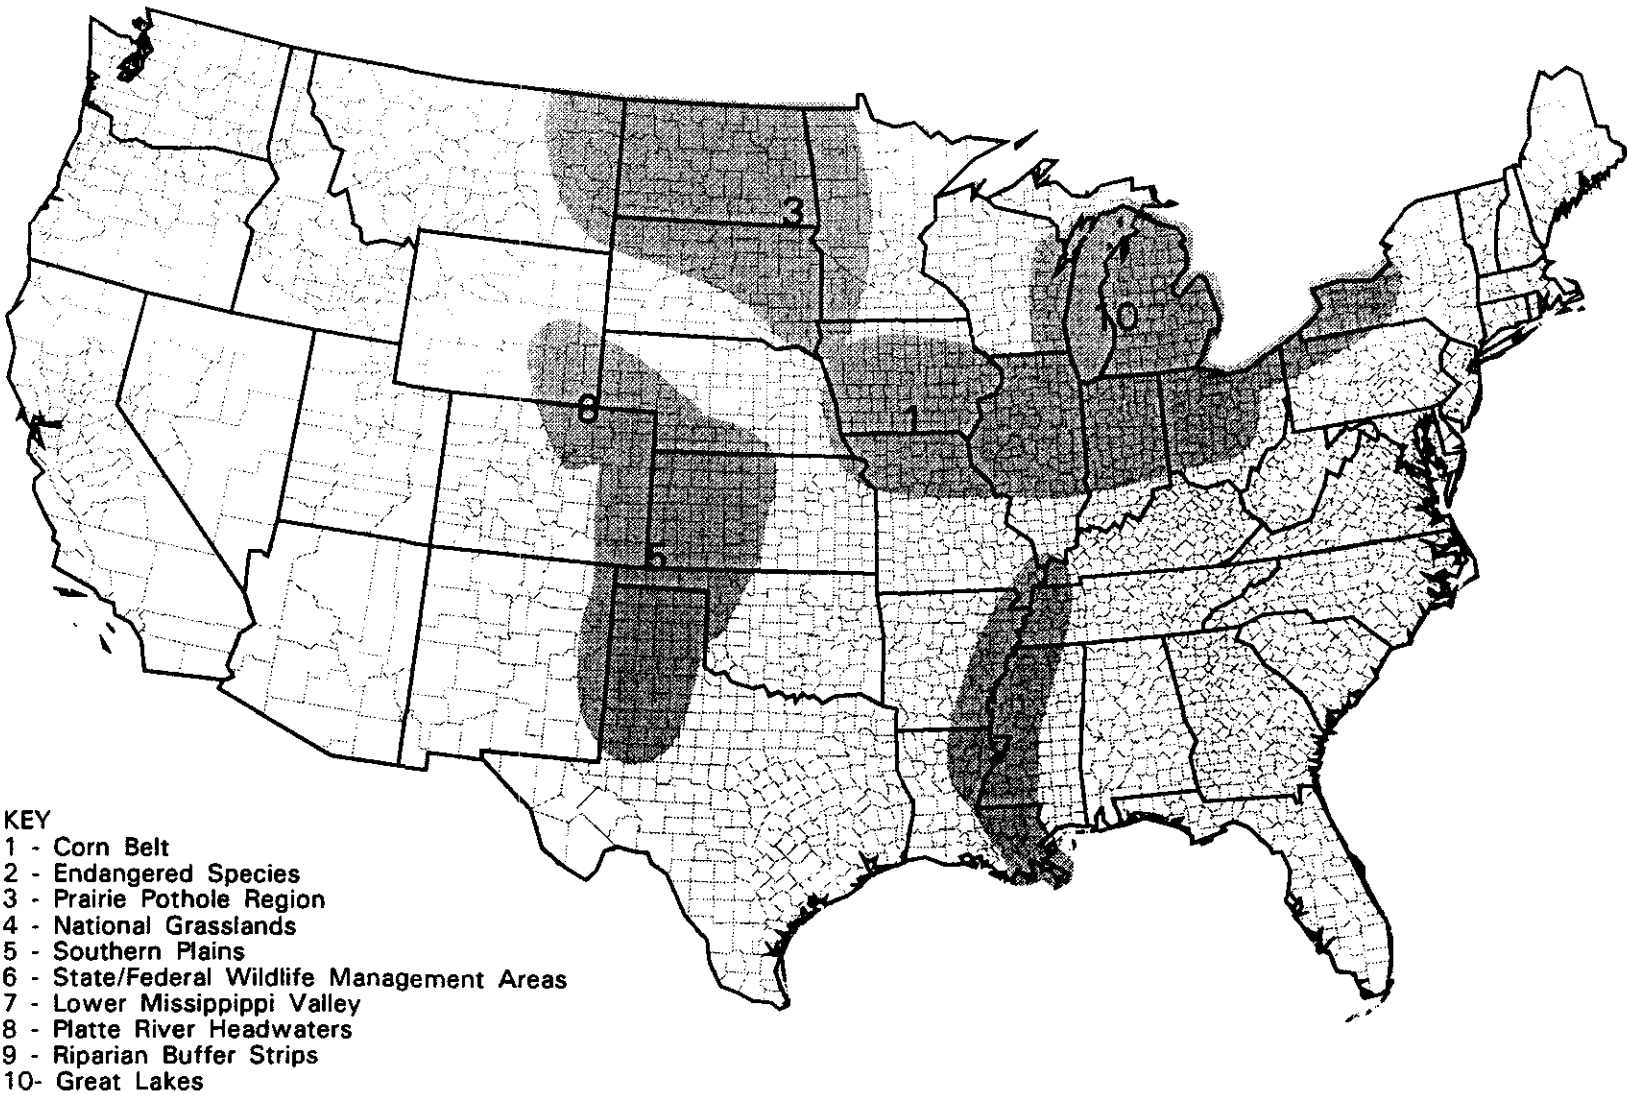 3
10
8
1
5
KEY
1 - Corn Belt
2 - Endangered Species
3 - Prairie Pothole Region
4 - National Grasslands
5 - Southern Plains
6 - State/Federal Wildlife Management Areas
7 - Lower Missippippi Valley
8 - Platte River Headwaters
9 - Riparian Buffer Strips
10- Great Lakes